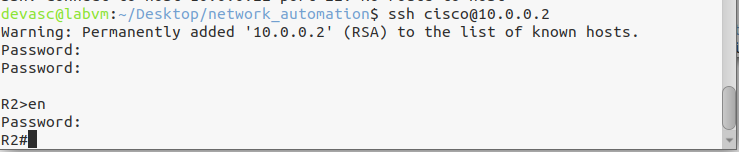 devasc@labvm:~/Desktop/network_automation$ ssh cisco@10.0.0.2
Warning: Permanently added '10.0.0.2' (RSA) to the list of known hosts.
Password:
Password:
R2>en
Password:
R2#